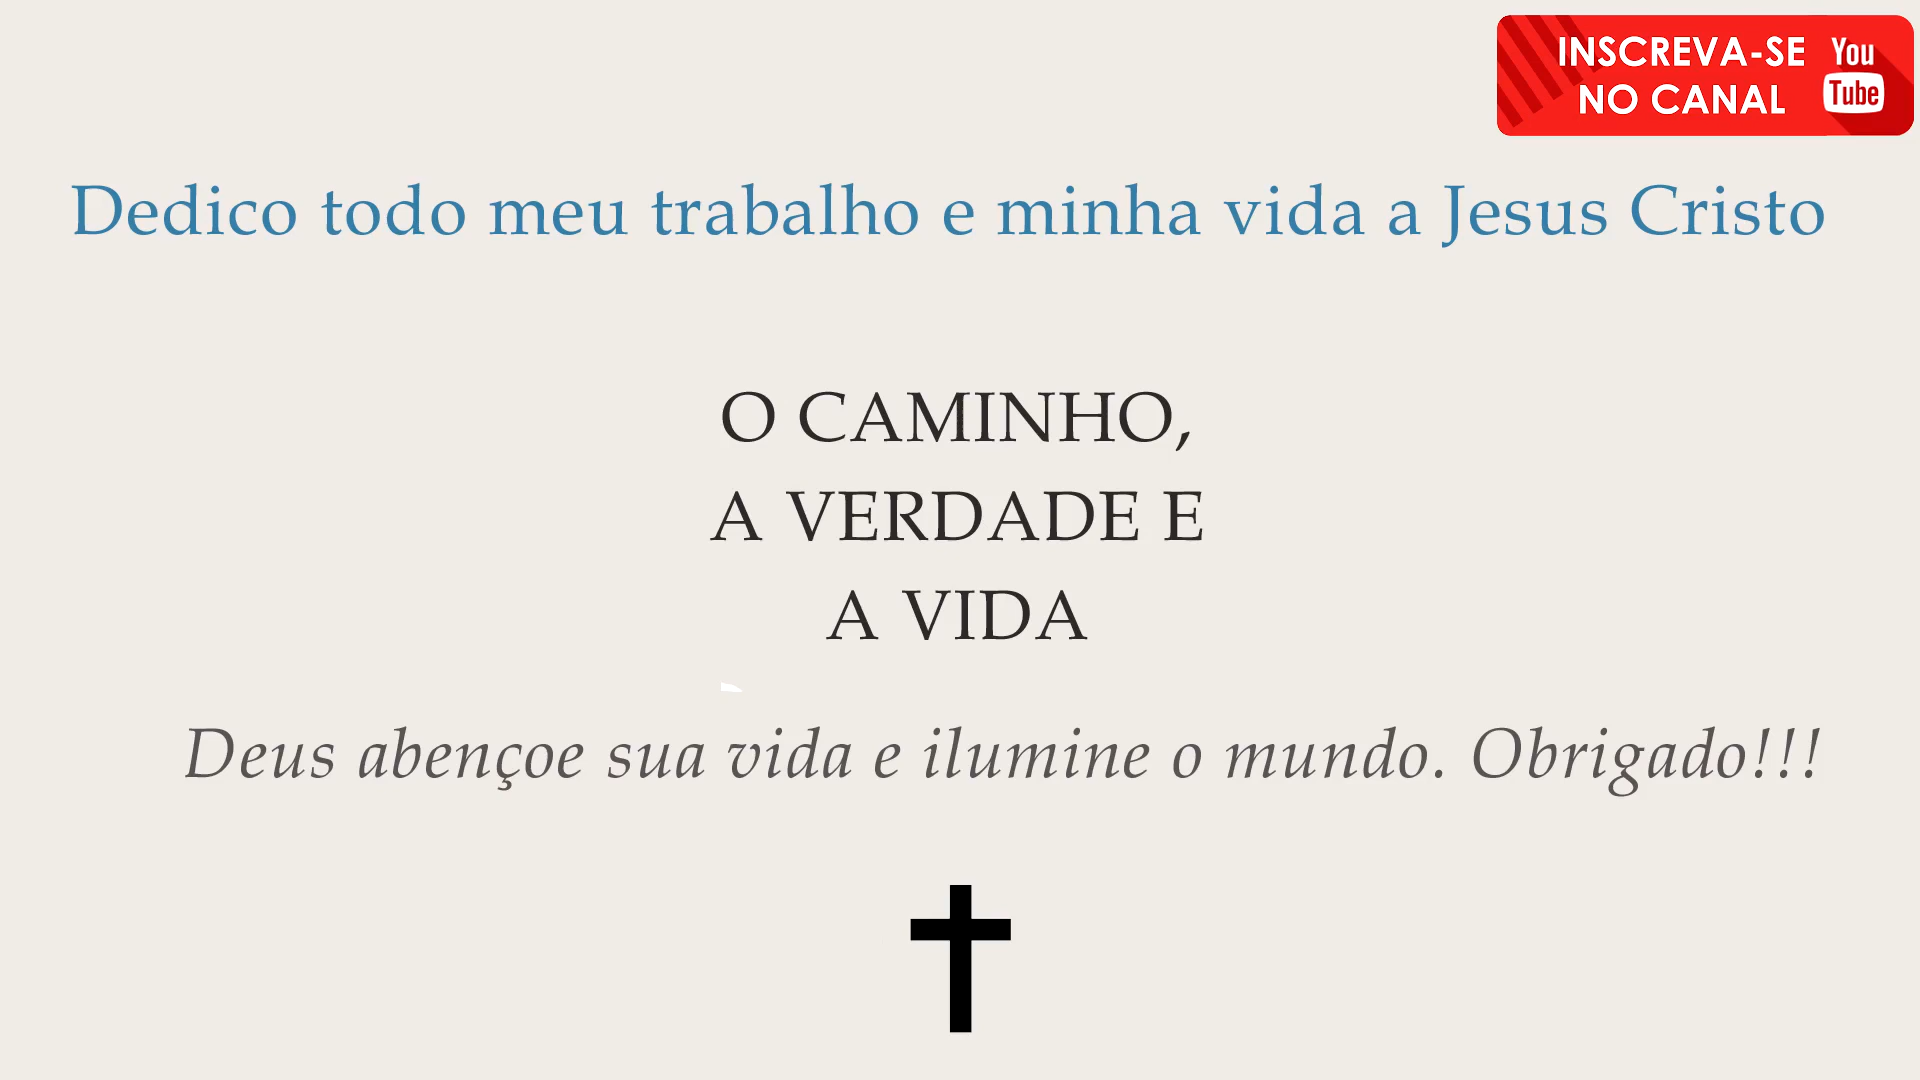 INSCREVA-SE
NO CANAL
You
Tube
Dedico todo meu trabalho e minha vida a Jesus Cristo
O CAMINHO,
A VERDADE E
A VIDA
Deus abençoe sua vida e ilumine o mundo. Obrigado!!!